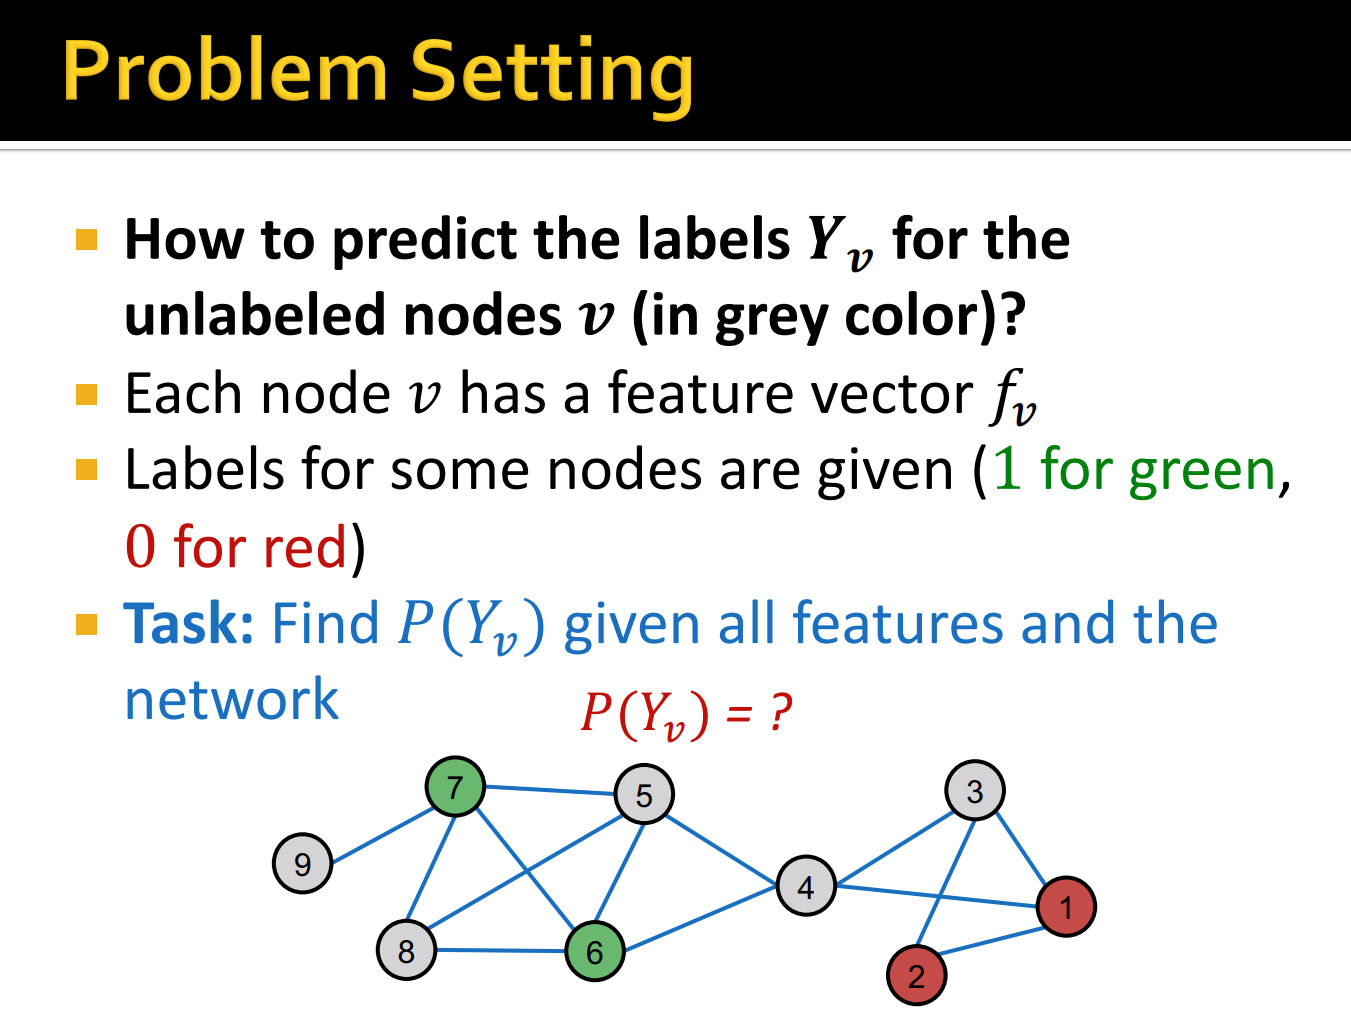 Problem Setting
How to predict the labels Y_v for the
unlabeled nodes v (in grey color)?
Each node v has a feature vector f_v
Labels for some nodes are given (1 for green,
0 for red)
Task: Find P(Y_v) given all features and the
network
P(Y_v) = ?
7
5
3
9
4
1
8
6
2